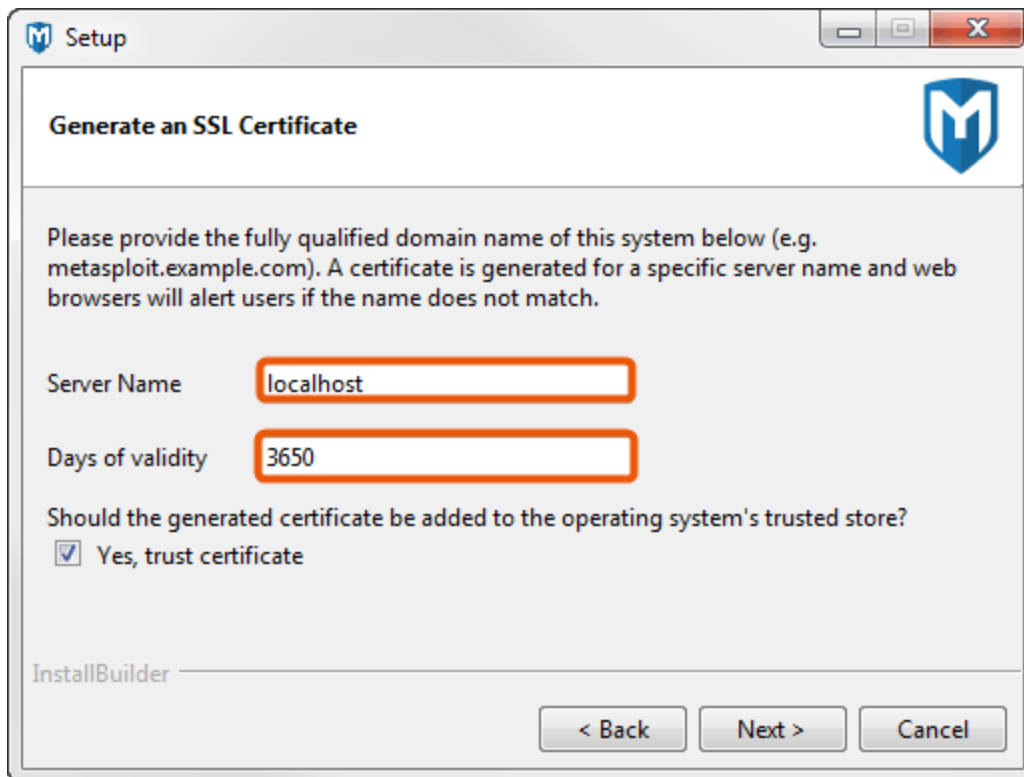 Setup
Generate an SSL Certificate
Please provide the fully qualified domain name of this system below (e.g.
metasploit.example.com). A certificate is generated for a specific server name and web
browsers will alert users if the name does not match.
Server Name localhost
Days of validity 3650
Should the generated certificate be added to the operating system's trusted store?
Yes, trust certificate
InstallBuilder
< Back Next > Cancel